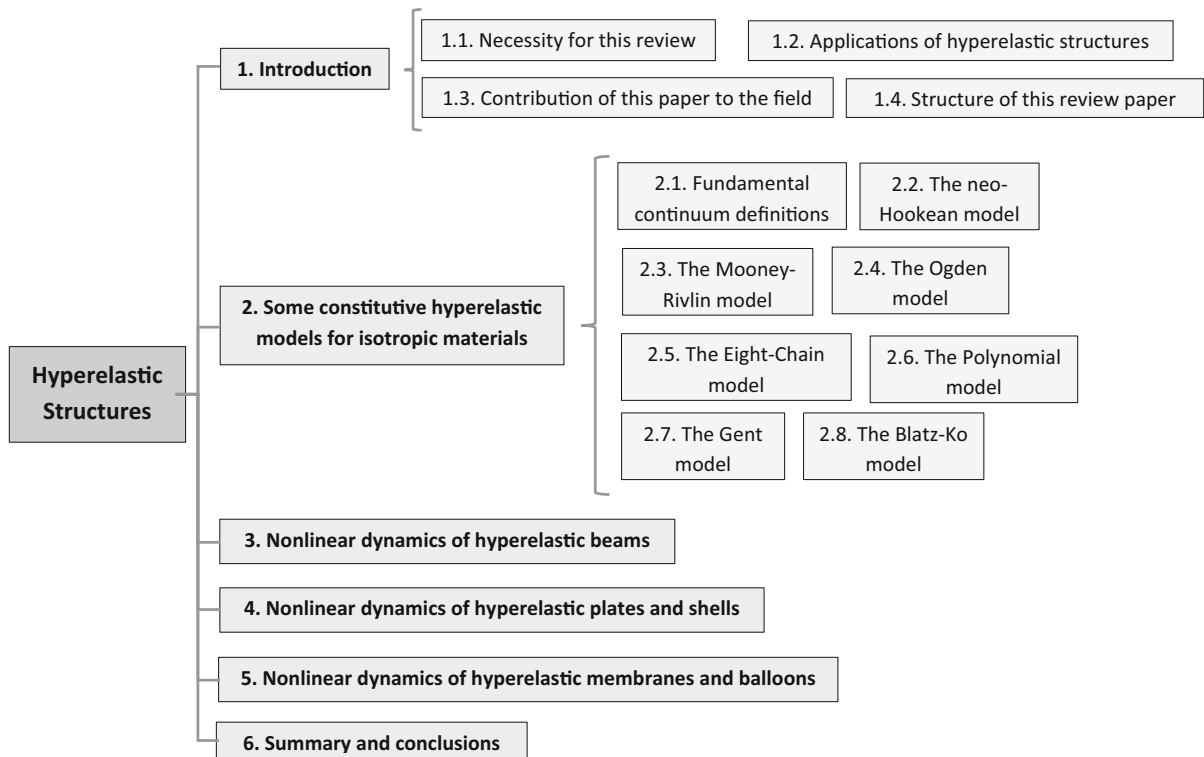 Hyperelastic
Structures
1. Introduction
1.1. Necessity for this review
1.2. Applications of hyperelastic structures
1.3. Contribution of this paper to the field
1.4. Structure of this review paper
2. Some constitutive hyperelastic
models for isotropic materials
2.1. Fundamental
continuum definitions
2.2. The neo-
Hookean model
2.3. The Mooney-
Rivlin model
2.4. The Ogden
model
2.5. The Eight-Chain
model
2.6. The Polynomial
model
2.7. The Gent
model
2.8. The Blatz-Ko
model
3. Nonlinear dynamics of hyperelastic beams
4. Nonlinear dynamics of hyperelastic plates and shells
5. Nonlinear dynamics of hyperelastic membranes and balloons
6. Summary and conclusions